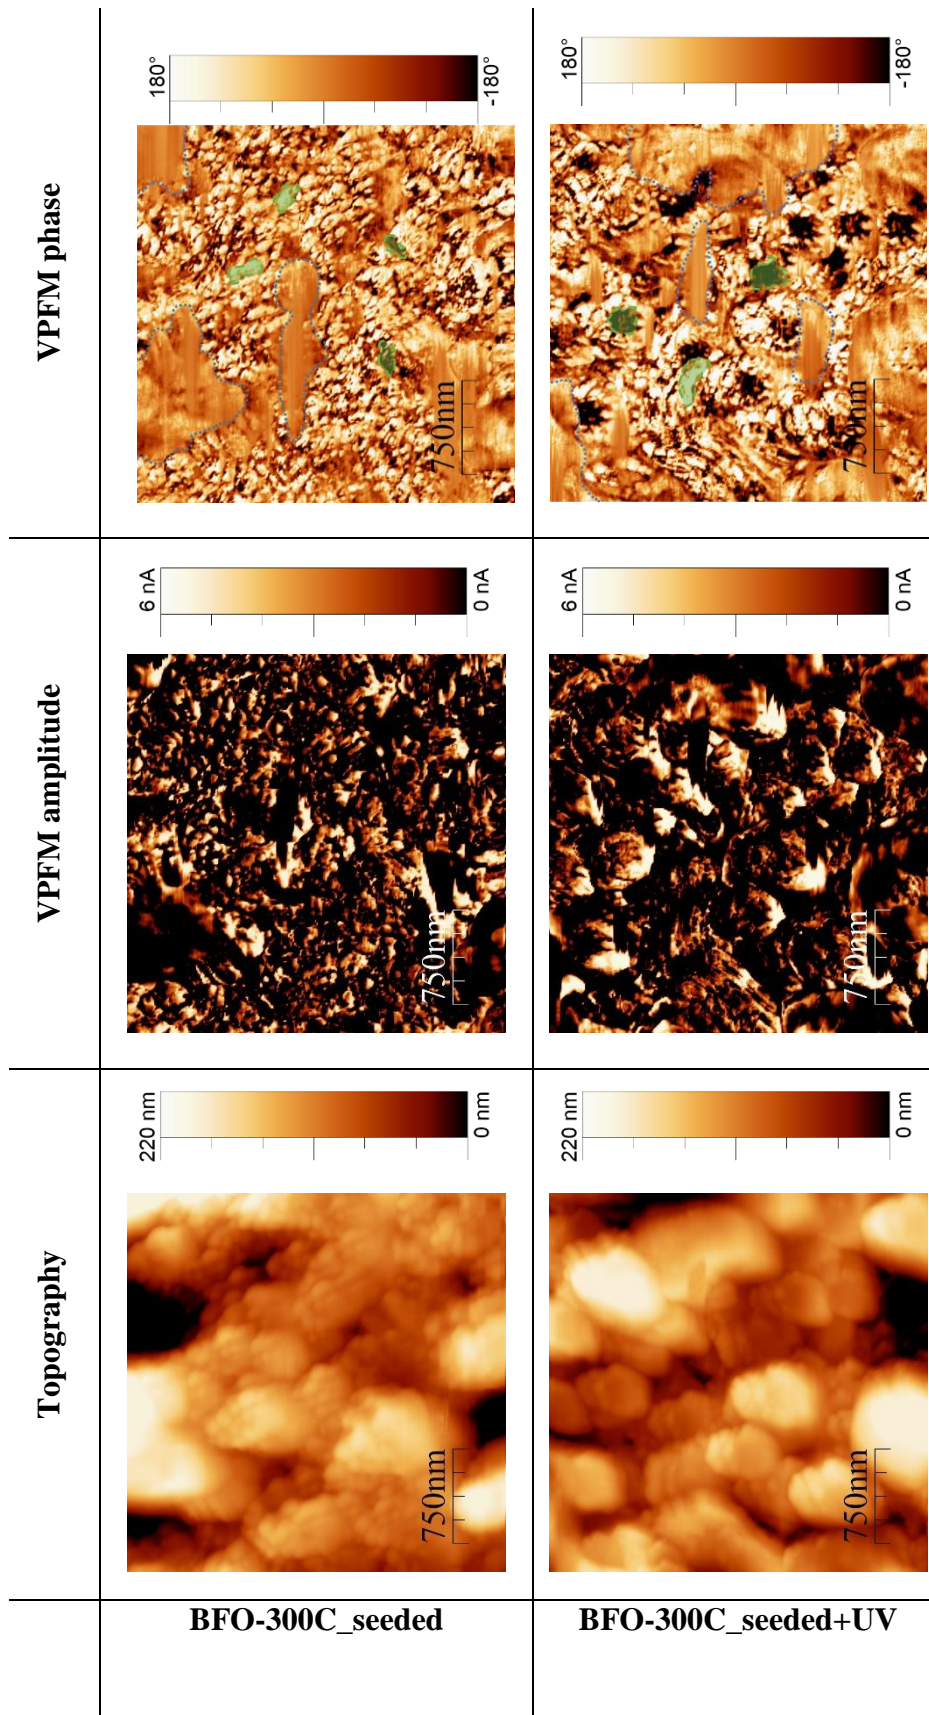 VPFM phase
180°
-180°
750nm
180°
-180°
750nm
VPFM amplitude
6 nA
0 nA
750nm
6 nA
0 nA
750nm
Topography
220 nm
0 nm
750nm
220 nm
0 nm
750nm
BFO-300C_seeded
BFO-300C_seeded+UV